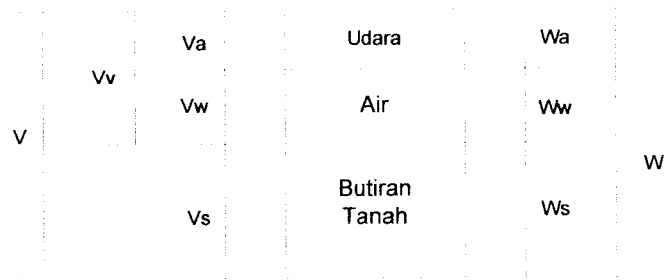 Va Udara Wa
Vv
Vw Air Ww
V
W
Butiran
Tanah
Vs Ws